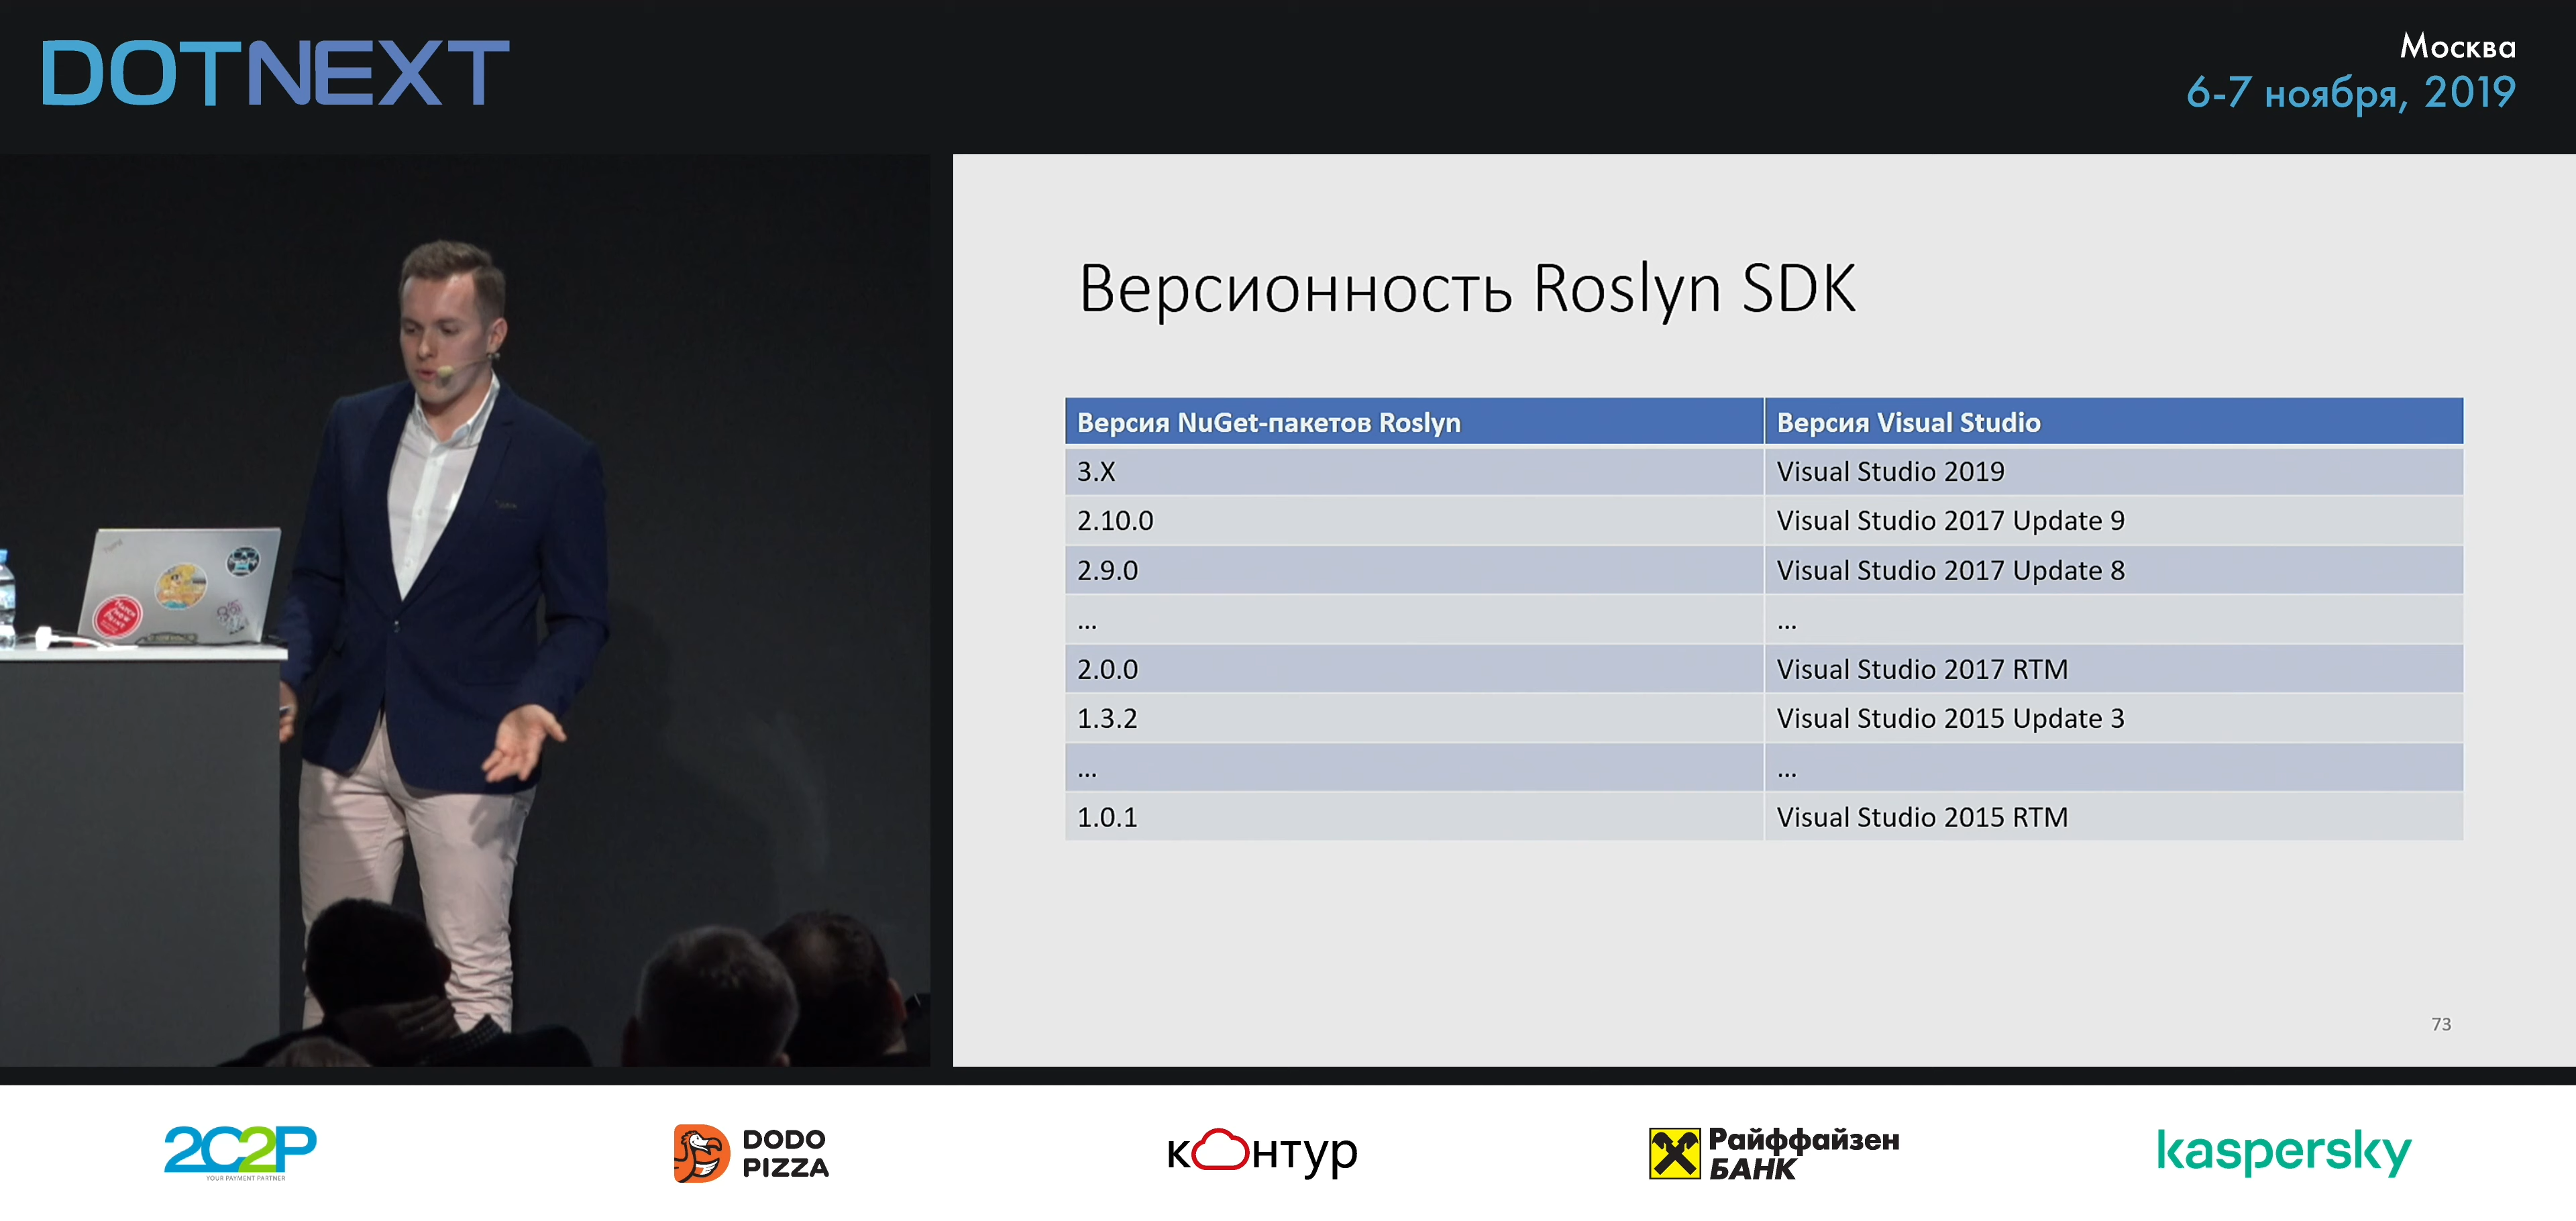 DOTNEXT
Москва
6-7 ноября, 2019
Версионность Roslyn SDK
Версия NuGet-пакетов Roslyn Версия Visual Studio
3.X Visual Studio 2019
2.10.0 Visual Studio 2017 Update 9
2.9.0 Visual Studio 2017 Update 8
... ...
2.0.0 Visual Studio 2017 RTM
1.3.2 Visual Studio 2015 Update 3
... ...
1.0.1 Visual Studio 2015 RTM
73
2C2P
YOUR PAYMENT PARTNER
DODO
PIZZA
контур
Райффайзен
БАНК
kaspersky